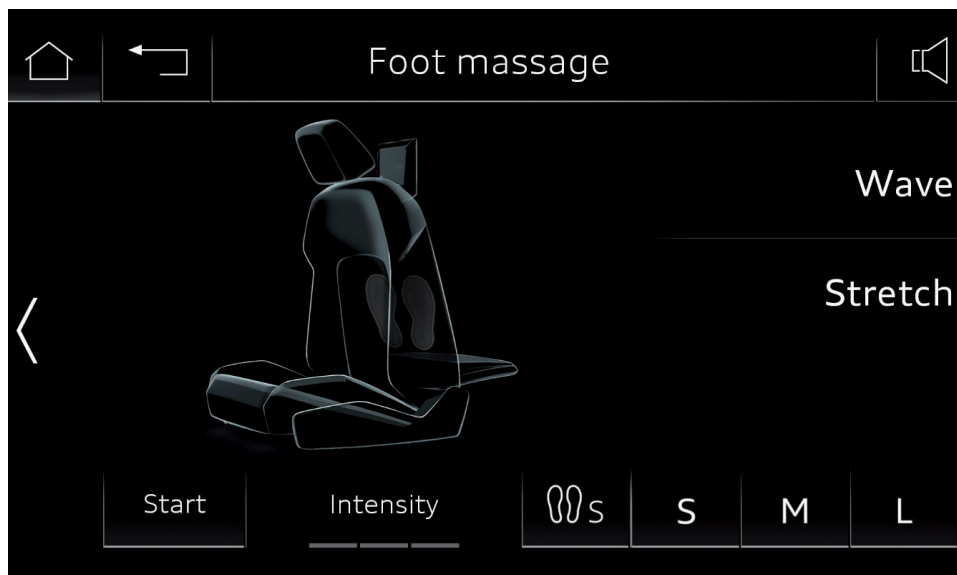 Foot massage
Wave
Stretch
Start
Intensity
S
S
M
L